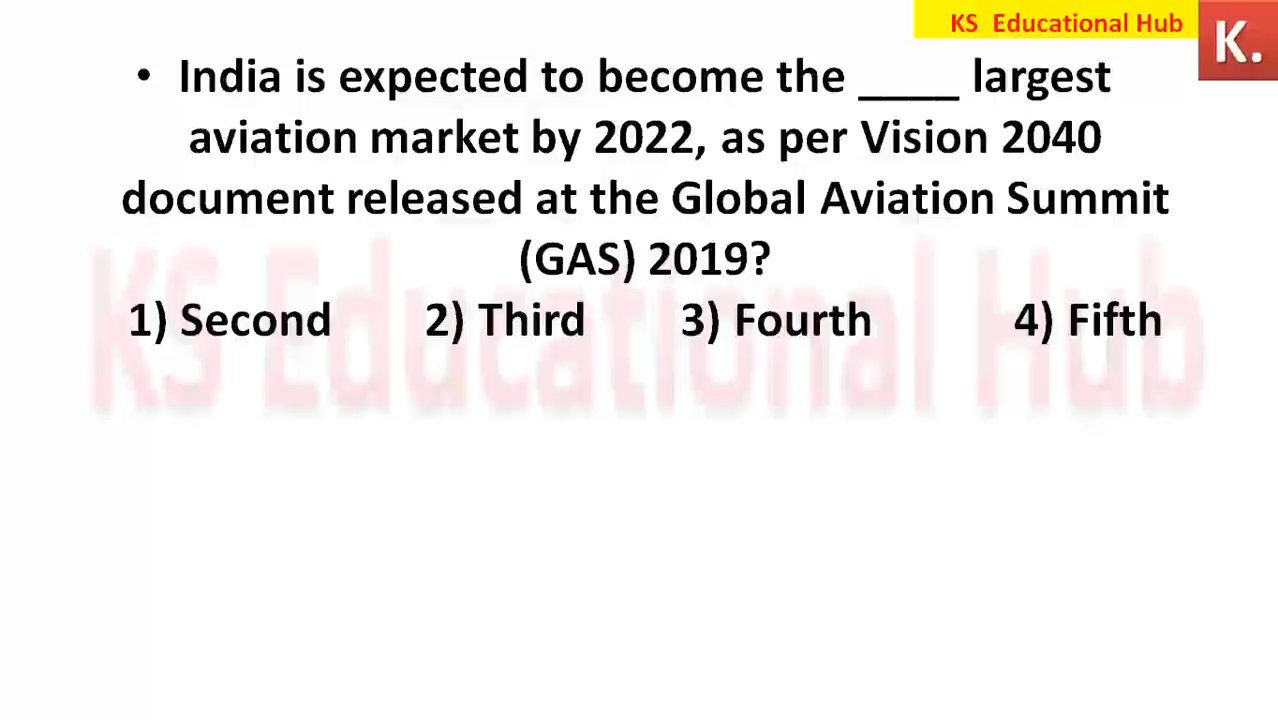 KS Educational Hub
K.
• India is expected to become the ____ largest
aviation market by 2022, as per Vision 2040
document released at the Global Aviation Summit
(GAS) 2019?
1) Second 2) Third 3) Fourth 4) Fifth
KS Educational Hub